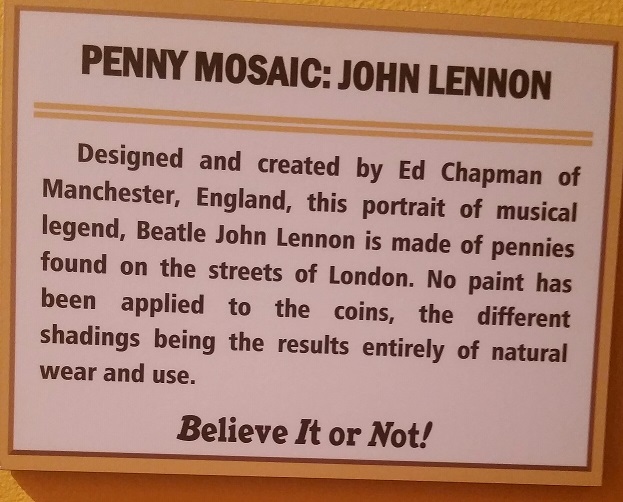 PENNY MOSAIC: JOHN LENNON
Designed and created by Ed Chapman of
Manchester, England, this portrait of musical
legend, Beatle John Lennon is made of pennies
found on the streets of London. No paint has
been applied to the coins, the different
shadings being the results entirely of natural
wear and use.
Believe It or Not!